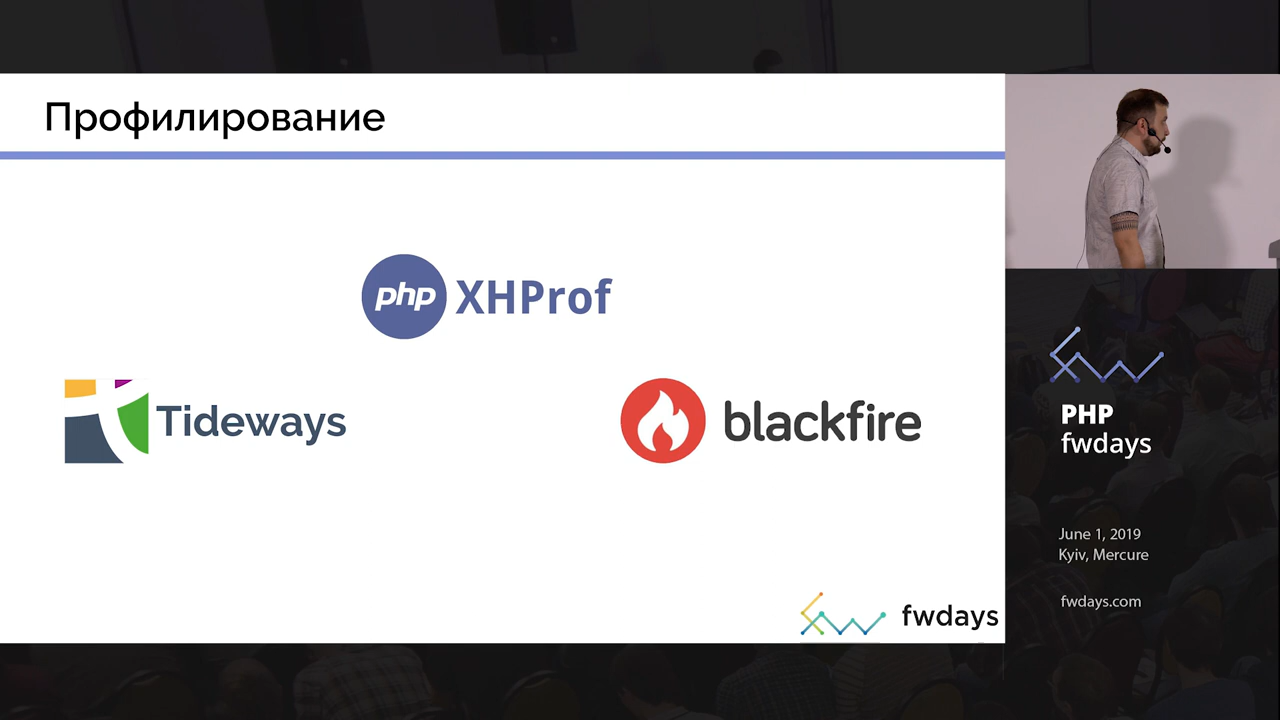 Профилирование
php XHProf
Tideways
blackfire
fwdays
PHP
fwdays
June 1, 2019
Kyiv, Mercure
fwdays.com